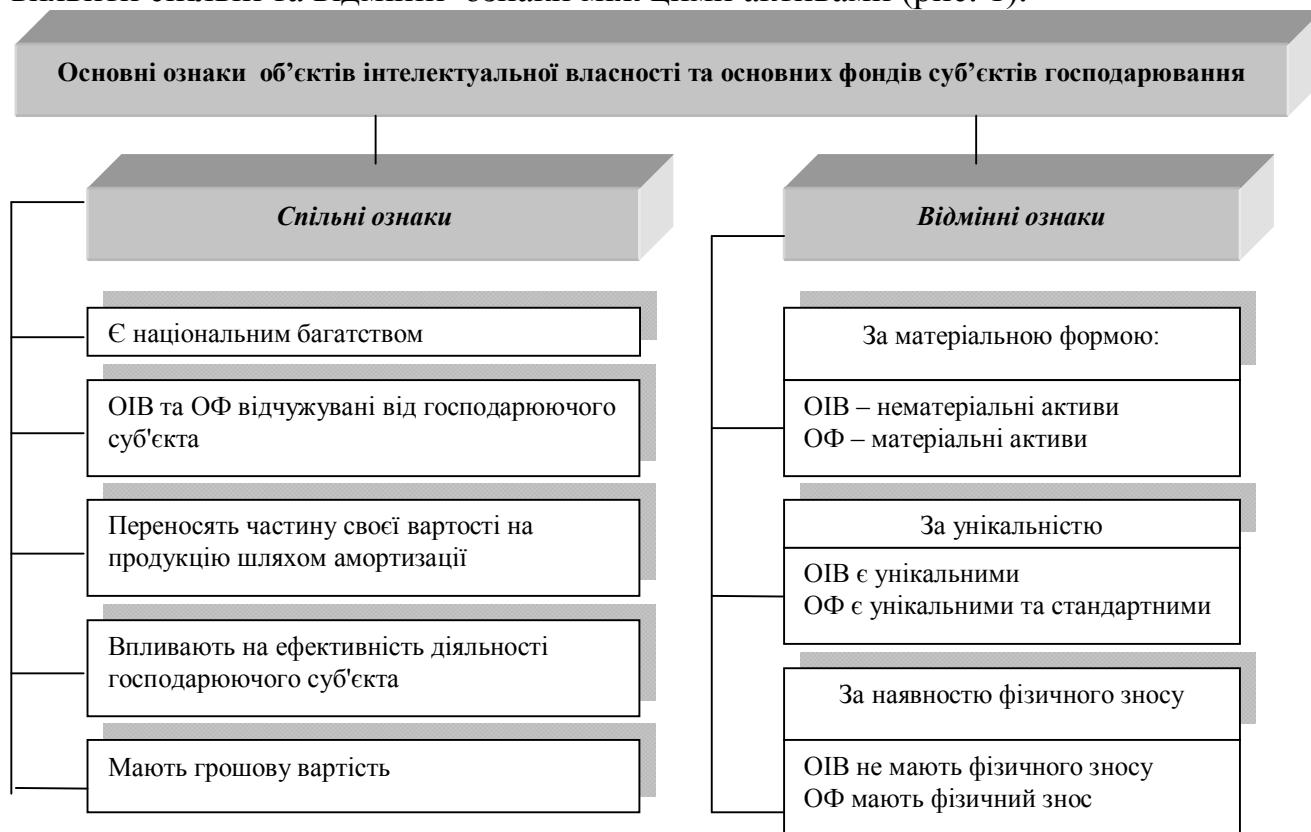 Основні ознаки об’єктів інтелектуальної власності та основних фондів суб’єктів господарювання
Спільні ознаки
Є національним багатством
ОІВ та ОФ відчужувані від господарюючого
суб'єкта
Переносять частину своєї вартості на
продукцію шляхом амортизації
Впливають на ефективність діяльності
господарюючого суб'єкта
Мають грошову вартість
Відмінні ознаки
За матеріальною формою:
ОІВ – нематеріальні активи
ОФ – матеріальні активи
За унікальністю
ОІВ є унікальними
ОФ є унікальними та стандартними
За наявностю фізичного зносу
ОІВ не мають фізичного зносу
ОФ мають фізичний знос